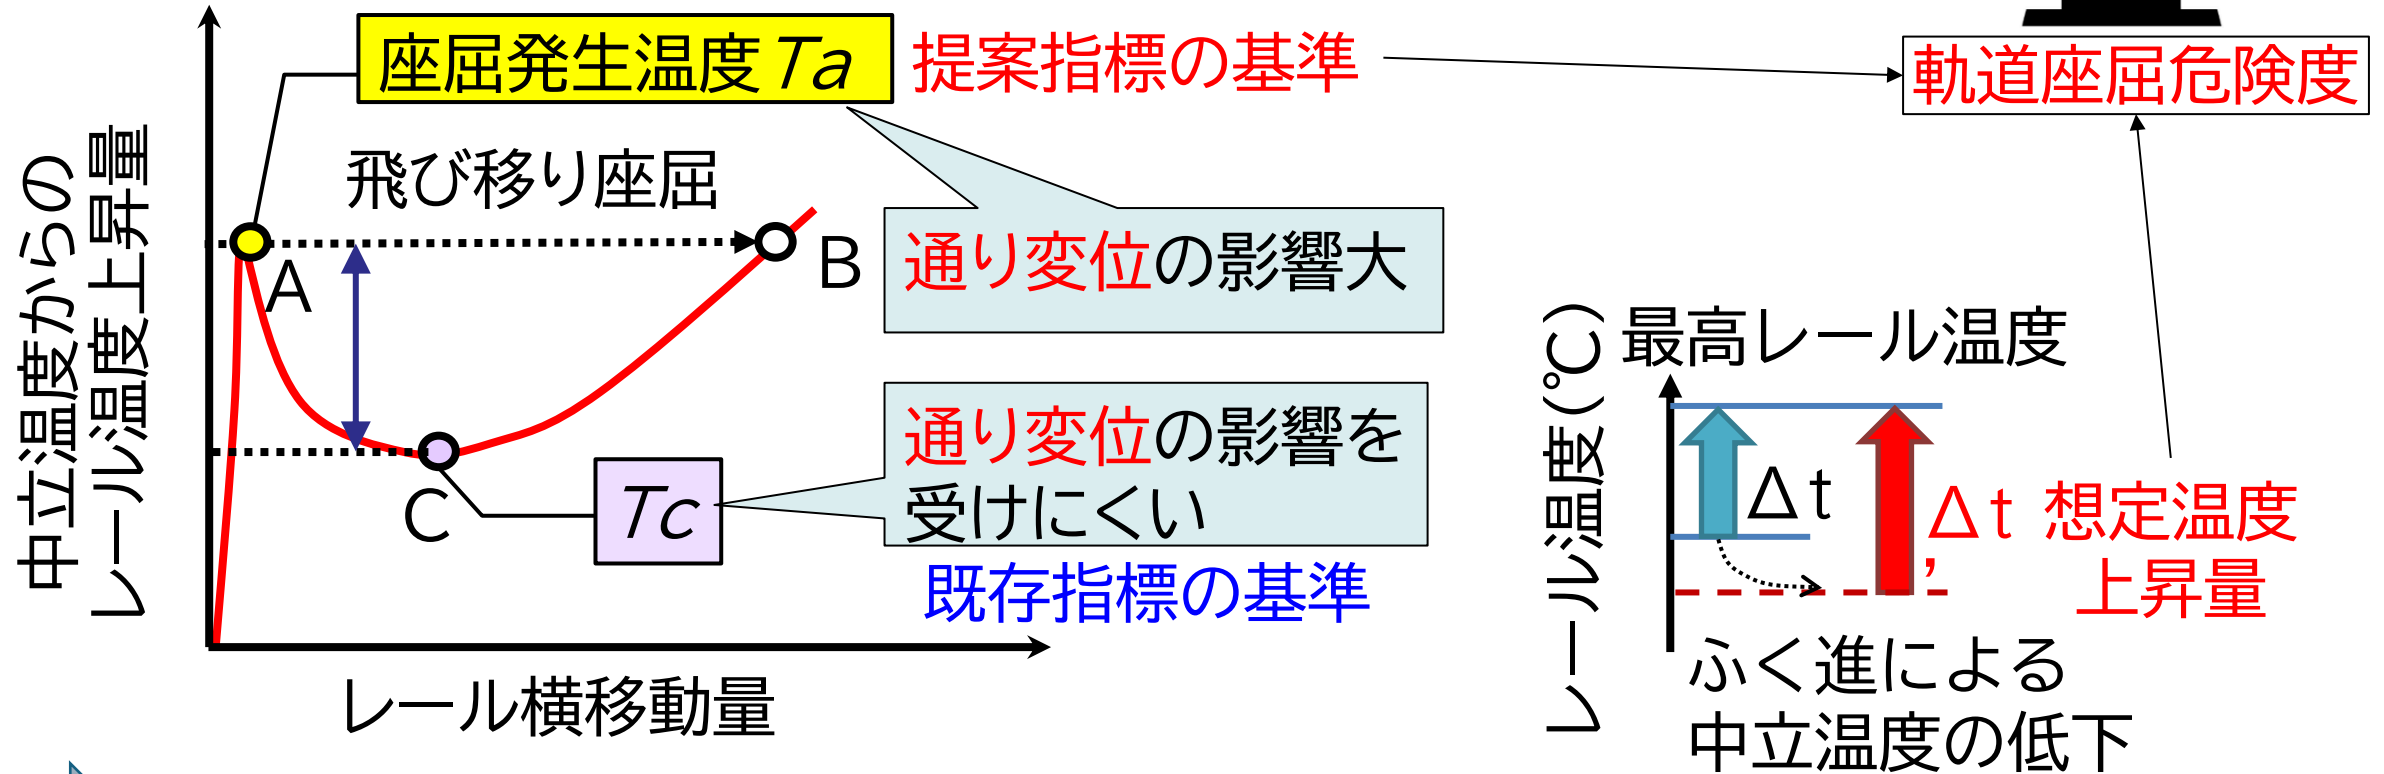 座屈発生温度Ta
提案指標の基準
軌道座屈危険度
飛び移り座屈
中立温度からの
レール温度上昇量
A
B
C
Tc
通り変位の影響大
通り変位の影響を
受けにくい
既存指標の基準
レール横移動量
最高レール温度
レール温度(℃)
Δt
Δt'
想定温度
上昇量
ふく進による
中立温度の低下